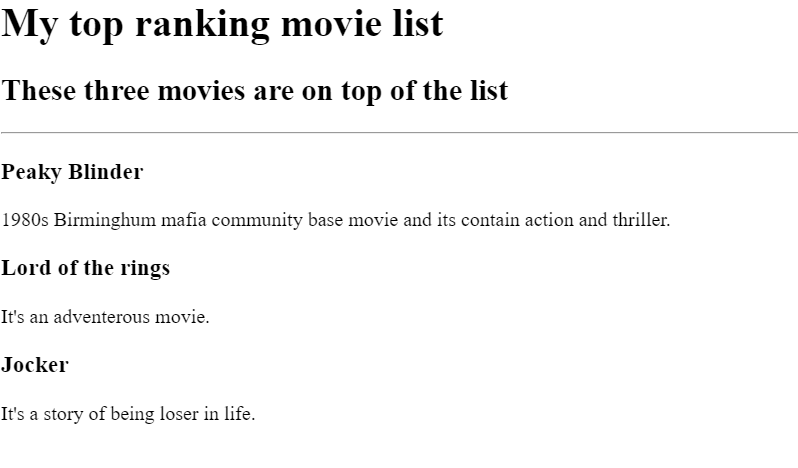 My top ranking movie list
These three movies are on top of the list
Peaky Blinder
1980s Birminghum mafia community base movie and its contain action and thriller.
Lord of the rings
It's an adventerous movie.
Jocker
It's a story of being loser in life.